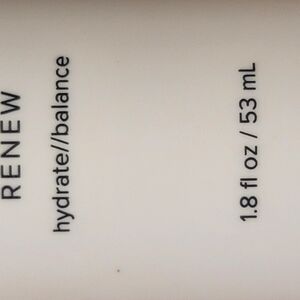 RENEW
hydrate//balance
1.8 fl oz / 53 mL